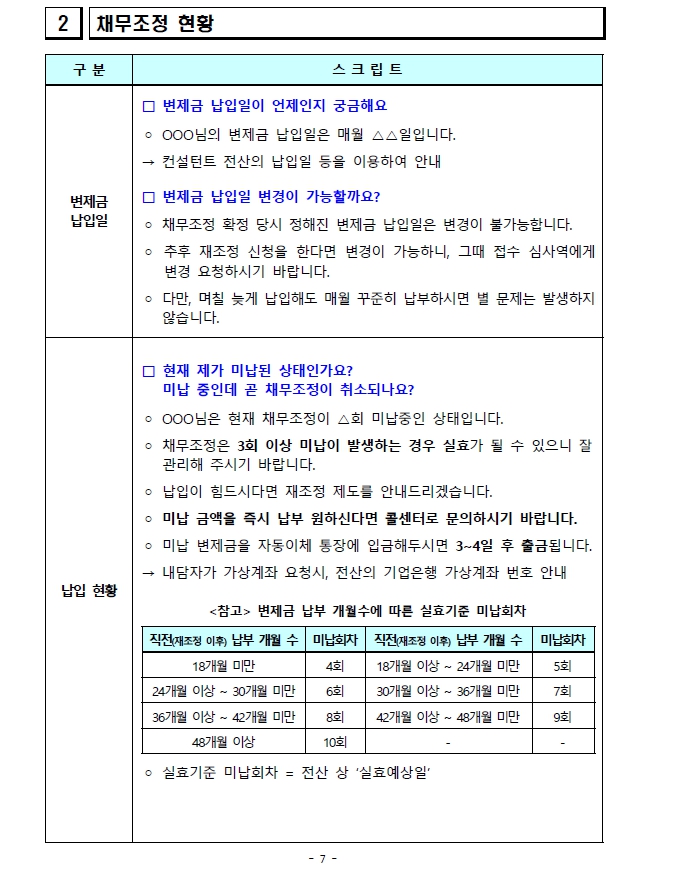 2 채무조정 현황
구 분 스 크 립 트
변제금
납입일
□ 변제금 납입일이 언제인지 궁금해요
○ OOO님의 변제금 납입일은 매월 △△일입니다.
→ 컨설턴트 전산의 납입일 등을 이용하여 안내
□ 변제금 납입일 변경이 가능할까요?
○ 채무조정 확정 당시 정해진 변제금 납입일은 변경이 불가능합니다.
○ 추후 재조정 신청을 한다면 변경이 가능하니, 그때 접수 심사역에게
변경 요청하시기 바랍니다.
○ 다만, 며칠 늦게 납입해도 매월 꾸준히 납부하시면 별 문제는 발생하지
않습니다.
납입 현황
□ 현재 제가 미납된 상태인가요?
미납 중인데 곧 채무조정이 취소되나요?
○ OOO님은 현재 채무조정이 △회 미납중인 상태입니다.
○ 채무조정은 3회 이상 미납이 발생하는 경우 실효가 될 수 있으니 잘
관리해 주시기 바랍니다.
○ 납입이 힘드시다면 재조정 제도를 안내드리겠습니다.
○ 미납 금액을 즉시 납부 원하신다면 콜센터로 문의하시기 바랍니다.
○ 미납 변제금을 자동이체 통장에 입금해두시면 3~4일 후 출금됩니다.
→ 내담자가 가상계좌 요청시, 전산의 기업은행 가상계좌 번호 안내
<참고> 변제금 납부 개월수에 따른 실효기준 미납회차
직전(재조정 이후) 납부 개월 수 미납회차 직전(재조정 이후) 납부 개월 수 미납회차
18개월 미만 4회 18개월 이상 ~ 24개월 미만 5회
24개월 이상 ~ 30개월 미만 6회 30개월 이상 ~ 36개월 미만 7회
36개월 이상 ~ 42개월 미만 8회 42개월 이상 ~ 48개월 미만 9회
48개월 이상 10회 - -
○ 실효기준 미납회차 = 전산 상 '실효예상일'
- 7 -